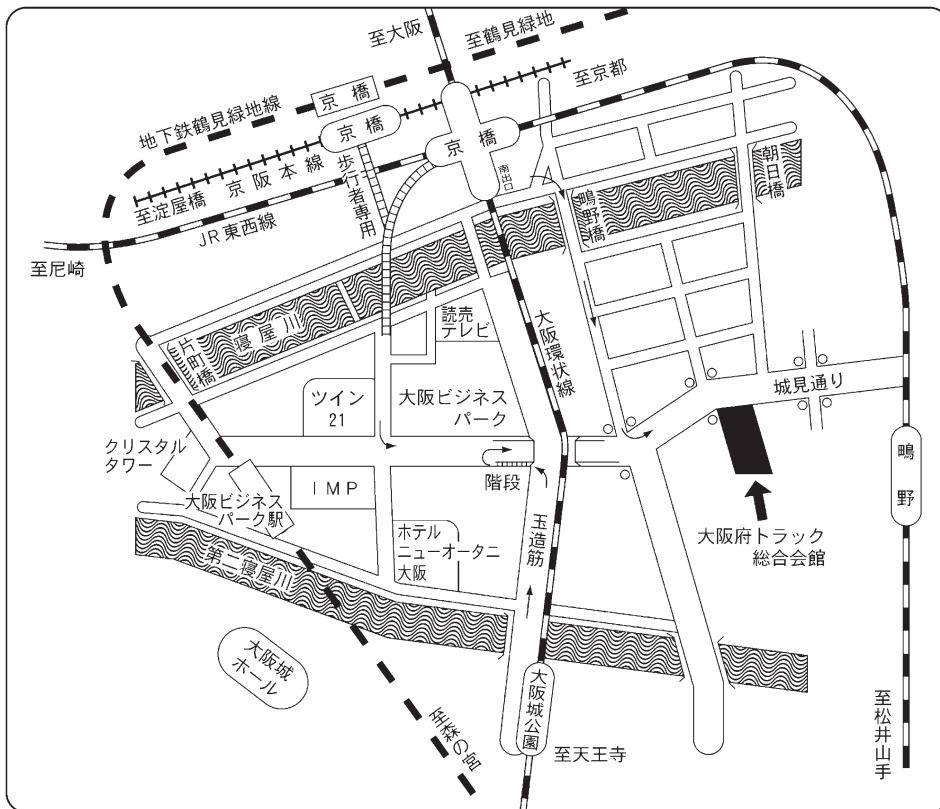 至大阪
至鶴見緑地
至京都
地下鉄鶴見緑地線
京橋
京橋
京橋
京阪本線
歩行者専用
至淀屋橋
JR東西線
至尼崎
南出口
鴫野橋
朝日橋
片町橋
寝屋川
読売
テレビ
大阪環状線
城見通り
ツイン
21
大阪ビジネス
パーク
クリスタル
タワー
大阪ビジネス
パーク駅
IMP
階段
鴫野
大阪府トラック
総合会館
ホテル
ニューオータニ
大阪
玉造筋
第二寝屋川
大阪城
ホール
大阪城公園
至森の宮
至天王寺
至松井山手